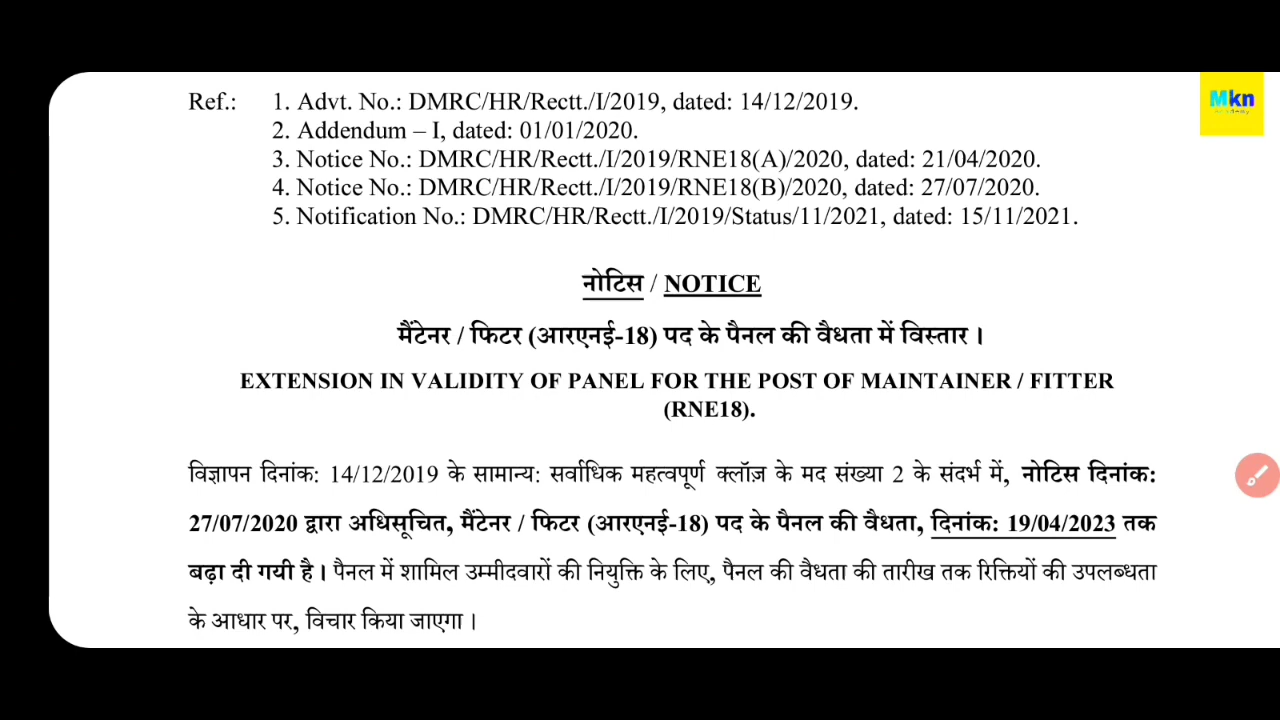 Mkn
Academy
Ref.: 1. Advt. No.: DMRC/HR/Rectt./I/2019, dated: 14/12/2019.
2. Addendum – I, dated: 01/01/2020.
3. Notice No.: DMRC/HR/Rectt./I/2019/RNE18(A)/2020, dated: 21/04/2020.
4. Notice No.: DMRC/HR/Rectt./I/2019/RNE18(B)/2020, dated: 27/07/2020.
5. Notification No.: DMRC/HR/Rectt./I/2019/Status/11/2021, dated: 15/11/2021.
नोटिस / NOTICE
मैंटेनर / फिटर (आरएनई-18) पद के पैनल की वैधता में विस्तार ।
EXTENSION IN VALIDITY OF PANEL FOR THE POST OF MAINTAINER / FITTER
(RNE18).
विज्ञापन दिनांक: 14/12/2019 के सामान्य: सर्वाधिक महत्वपूर्ण क्लॉज़ के मद संख्या 2 के संदर्भ में, नोटिस दिनांक:
27/07/2020 द्वारा अधिसूचित, मैंटेनर / फिटर (आरएनई-18) पद के पैनल की वैधता, दिनांक: 19/04/2023 तक
बढ़ा दी गयी है । पैनल में शामिल उम्मीदवारों की नियुक्ति के लिए, पैनल की वैधता की तारीख तक रिक्तियों की उपलब्धता
के आधार पर, विचार किया जाएगा ।